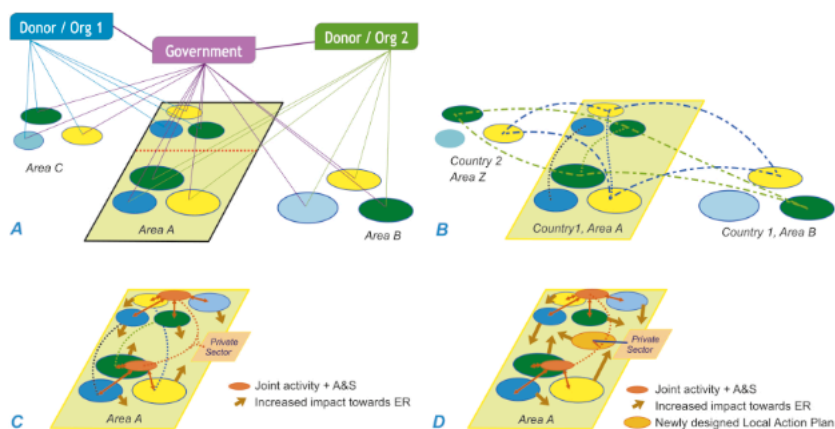 Donor / Org 1
Government
Donor / Org 2
Area C
Area A
Area B
A
Country 2
Area Z
Country1, Area A
Country 1, Area B
B
Private
Sector
Joint activity + A&S
Increased impact towards ER
Area A
C
Private
Sector
Joint activity + A&S
Increased impact towards ER
Newly designed Local Action Plan
Area A
D